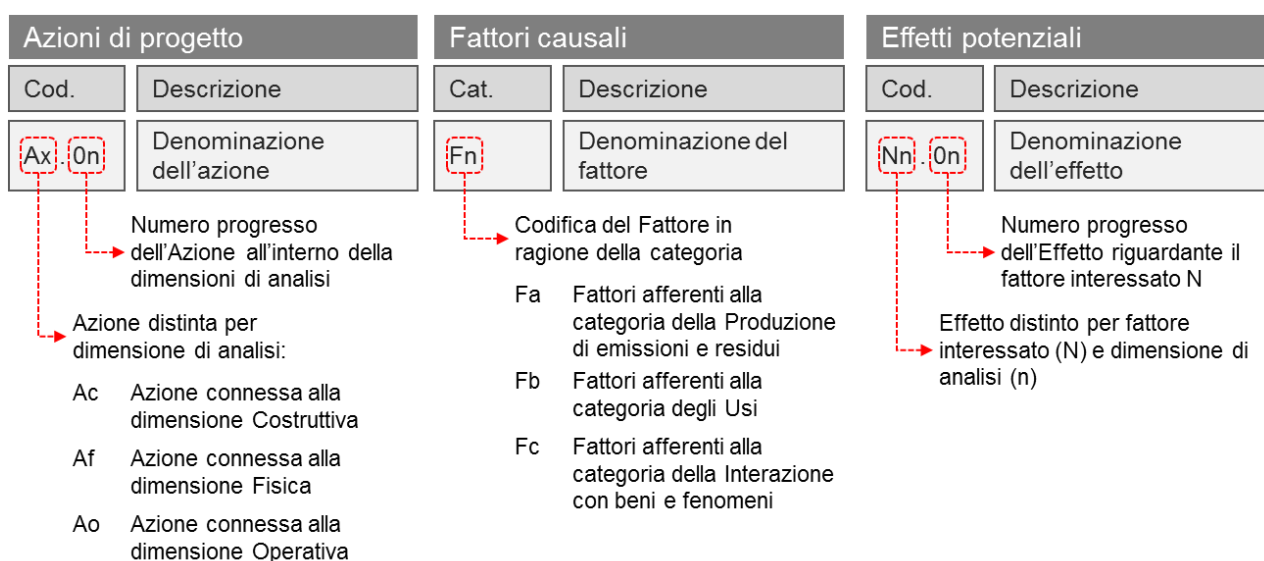 Azioni di progetto
Cod.
Descrizione
Ax . 0n
Denominazione
dell'azione
Numero progresso
dell'Azione all'interno della
dimensioni di analisi
Azione distinta per
dimensione di analisi:
Ac Azione connessa alla
dimensione Costruttiva
Af Azione connessa alla
dimensione Fisica
Ao Azione connessa alla
dimensione Operativa
Fattori causali
Cat.
Descrizione
Fn
Denominazione del
fattore
Codifica del Fattore in
ragione della categoria
Fa Fattori afferenti alla
categoria della Produzione
di emissioni e residui
Fb Fattori afferenti alla
categoria degli Usi
Fc Fattori afferenti alla
categoria della Interazione
con beni e fenomeni
Effetti potenziali
Cod.
Descrizione
Nn . 0n
Denominazione
dell'effetto
Numero progresso
dell'Effetto riguardante il
fattore interessato N
Effetto distinto per fattore
interessato (N) e dimensione di
analisi (n)